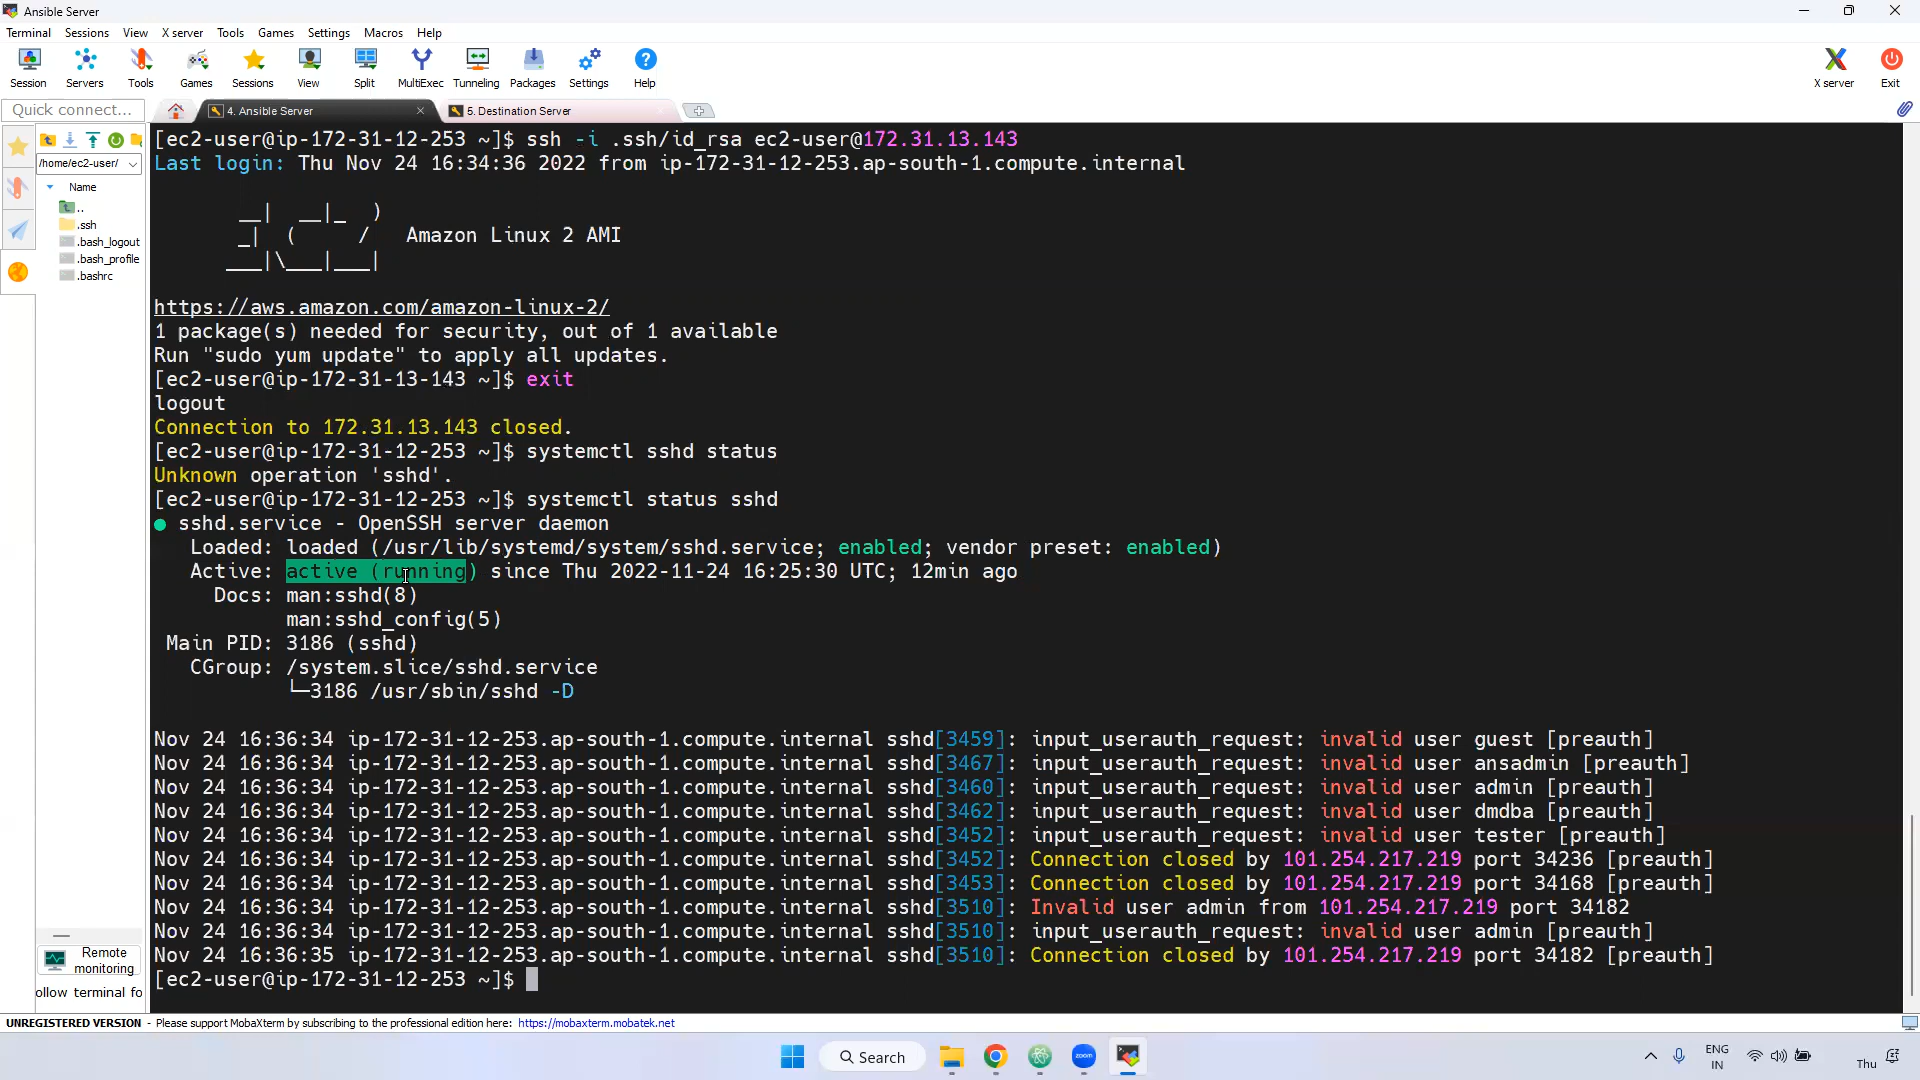 Ansible Server
Terminal Sessions View X server Tools Games Settings Macros Help
Session Servers Tools Games Sessions View Split MultiExec Tunneling Packages Settings Help X server Exit
Quick connect... 4. Ansible Server 5. Destination Server
/home/ec2-user/
Name
..
.ssh
.bash_logout
.bash_profile
.bashrc
[ec2-user@ip-172-31-12-253 ~]$ ssh -i .ssh/id_rsa ec2-user@172.31.13.143
Last login: Thu Nov 24 16:34:36 2022 from ip-172-31-12-253.ap-south-1.compute.internal
__|  __|_  )
_|  (     /   Amazon Linux 2 AMI
___|\___|___|
https://aws.amazon.com/amazon-linux-2/
1 package(s) needed for security, out of 1 available
Run "sudo yum update" to apply all updates.
[ec2-user@ip-172-31-13-143 ~]$ exit
logout
Connection to 172.31.13.143 closed.
[ec2-user@ip-172-31-12-253 ~]$ systemctl sshd status
Unknown operation 'sshd'.
[ec2-user@ip-172-31-12-253 ~]$ systemctl status sshd
● sshd.service - OpenSSH server daemon
Loaded: loaded (/usr/lib/systemd/system/sshd.service; enabled; vendor preset: enabled)
Active: active (running) since Thu 2022-11-24 16:25:30 UTC; 12min ago
Docs: man:sshd(8)
man:sshd_config(5)
Main PID: 3186 (sshd)
CGroup: /system.slice/sshd.service
└─3186 /usr/sbin/sshd -D
Nov 24 16:36:34 ip-172-31-12-253.ap-south-1.compute.internal sshd[3459]: input_userauth_request: invalid user guest [preauth]
Nov 24 16:36:34 ip-172-31-12-253.ap-south-1.compute.internal sshd[3467]: input_userauth_request: invalid user ansadmin [preauth]
Nov 24 16:36:34 ip-172-31-12-253.ap-south-1.compute.internal sshd[3460]: input_userauth_request: invalid user admin [preauth]
Nov 24 16:36:34 ip-172-31-12-253.ap-south-1.compute.internal sshd[3462]: input_userauth_request: invalid user dmdba [preauth]
Nov 24 16:36:34 ip-172-31-12-253.ap-south-1.compute.internal sshd[3452]: input_userauth_request: invalid user tester [preauth]
Nov 24 16:36:34 ip-172-31-12-253.ap-south-1.compute.internal sshd[3452]: Connection closed by 101.254.217.219 port 34236 [preauth]
Nov 24 16:36:34 ip-172-31-12-253.ap-south-1.compute.internal sshd[3453]: Connection closed by 101.254.217.219 port 34168 [preauth]
Nov 24 16:36:34 ip-172-31-12-253.ap-south-1.compute.internal sshd[3510]: Invalid user admin from 101.254.217.219 port 34182
Nov 24 16:36:34 ip-172-31-12-253.ap-south-1.compute.internal sshd[3510]: input_userauth_request: invalid user admin [preauth]
Nov 24 16:36:35 ip-172-31-12-253.ap-south-1.compute.internal sshd[3510]: Connection closed by 101.254.217.219 port 34182 [preauth]
[ec2-user@ip-172-31-12-253 ~]$
Remote
monitoring
ollow terminal fo
UNREGISTERED VERSION - Please support MobaXterm by subscribing to the professional edition here: https://mobaxterm.mobatek.net
Search
zoom
ENG
IN
Thu